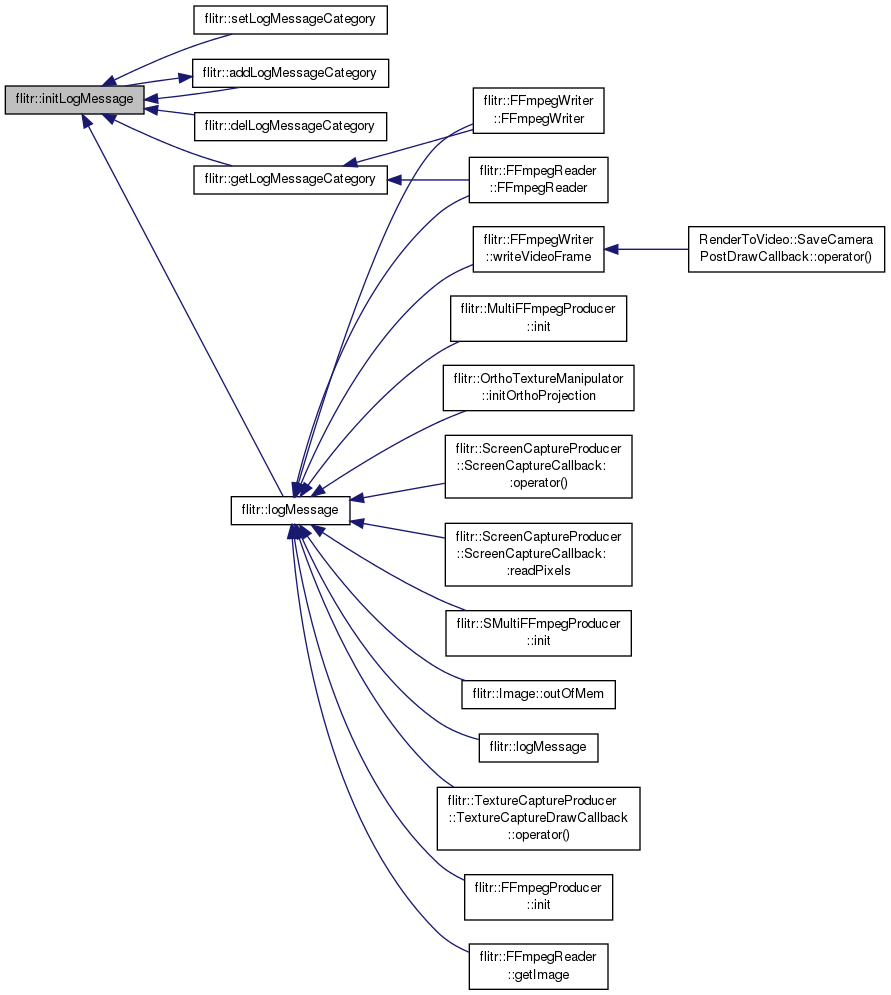 flitr::setLogMessageCategory
flitr::addLogMessageCategory
flitr::initLogMessage
flitr::delLogMessageCategory
flitr::getLogMessageCategory
flitr::FFmpegWriter
::FFmpegWriter
flitr::FFmpegReader
::FFmpegReader
flitr::FFmpegWriter
::writeVideoFrame
RenderToVideo::SaveCamera
PostDrawCallback::operator()
flitr::MultiFFmpegProducer
::init
flitr::OrthoTextureManipulator
::initOrthoProjection
flitr::ScreenCaptureProducer
::ScreenCaptureCallback:
:operator()
flitr::logMessage
flitr::ScreenCaptureProducer
::ScreenCaptureCallback:
:readPixels
flitr::SMultiFFmpegProducer
::init
flitr::Image::outOfMem
flitr::logMessage
flitr::TextureCaptureProducer
::TextureCaptureDrawCallback
::operator()
flitr::FFmpegProducer
::init
flitr::FFmpegReader
::getImage